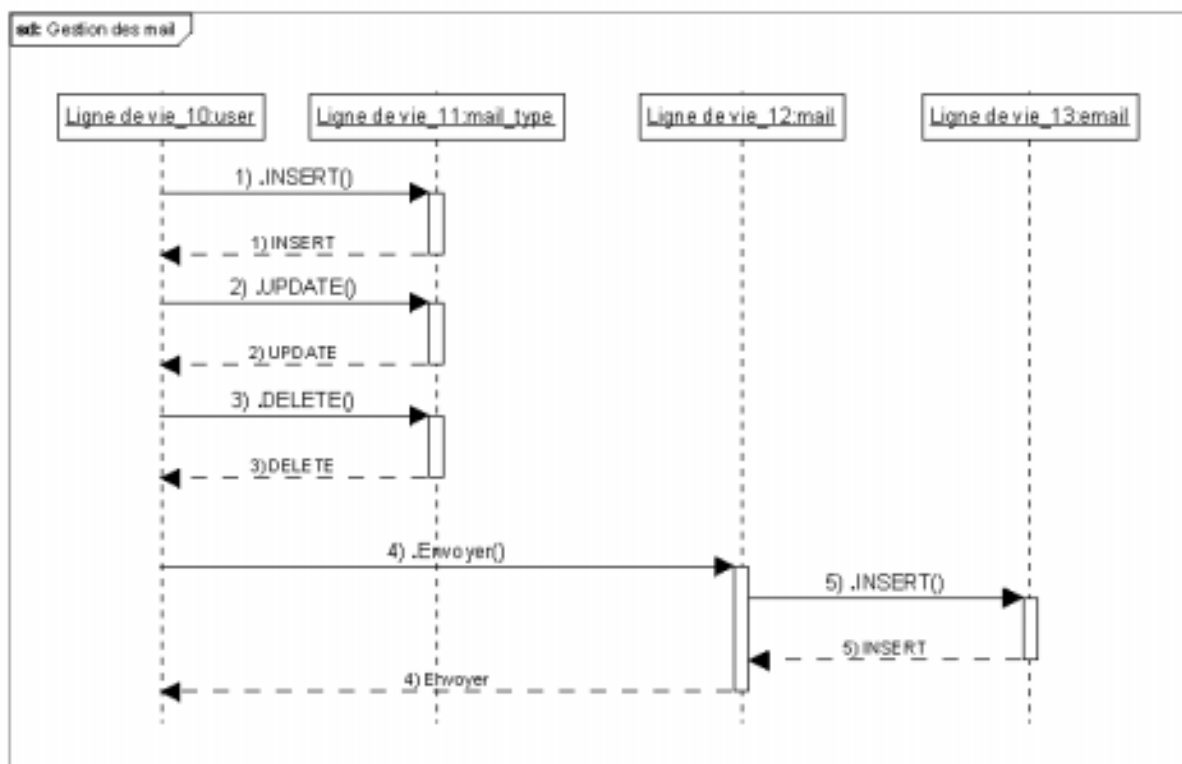 sd: Gestion des mail
Ligne de vie_10:user
Ligne de vie_11:mail_type
Ligne de vie_12:mail
Ligne de vie_13:email
1) .INSERT()
1) INSERT
2) .UPDATE()
2) UPDATE
3) .DELETE()
3) DELETE
4) .Envoyer()
5) .INSERT()
5) INSERT
4) Envoyer